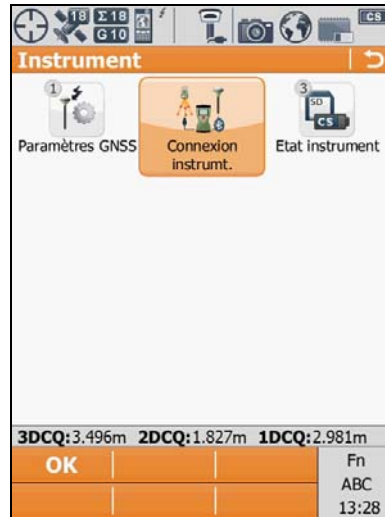 18 Σ18 CS
G10
Instrument
1 3
SD
CS
Paramètres GNSS Connexion instrumt. Etat instrument
3DCQ:3.496m 2DCQ:1.827m 1DCQ:2.981m
OK Fn
ABC
13:28